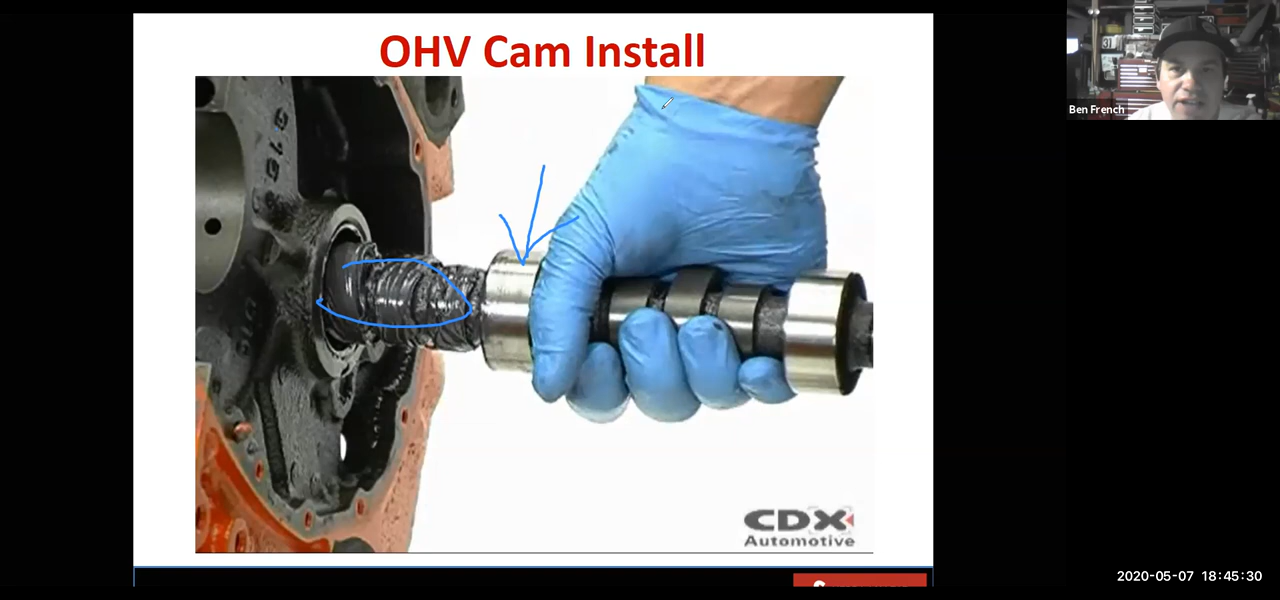 OHV Cam Install
Ben French
CDX
Automotive
2020-05-07 18:45:30